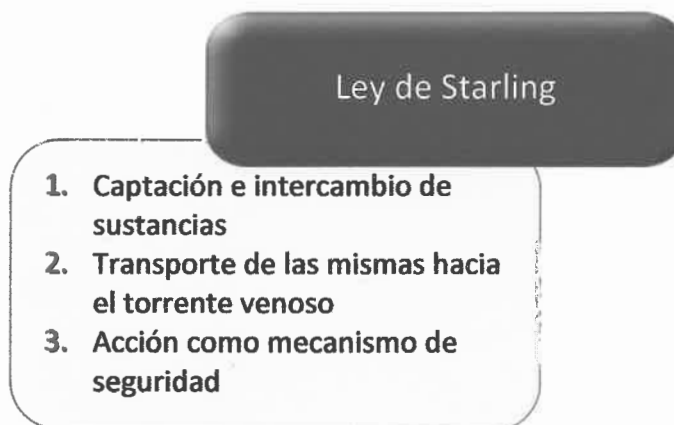 Ley de Starling
1. Captación e intercambio de
sustancias
2. Transporte de las mismas hacia
el torrente venoso
3. Acción como mecanismo de
seguridad